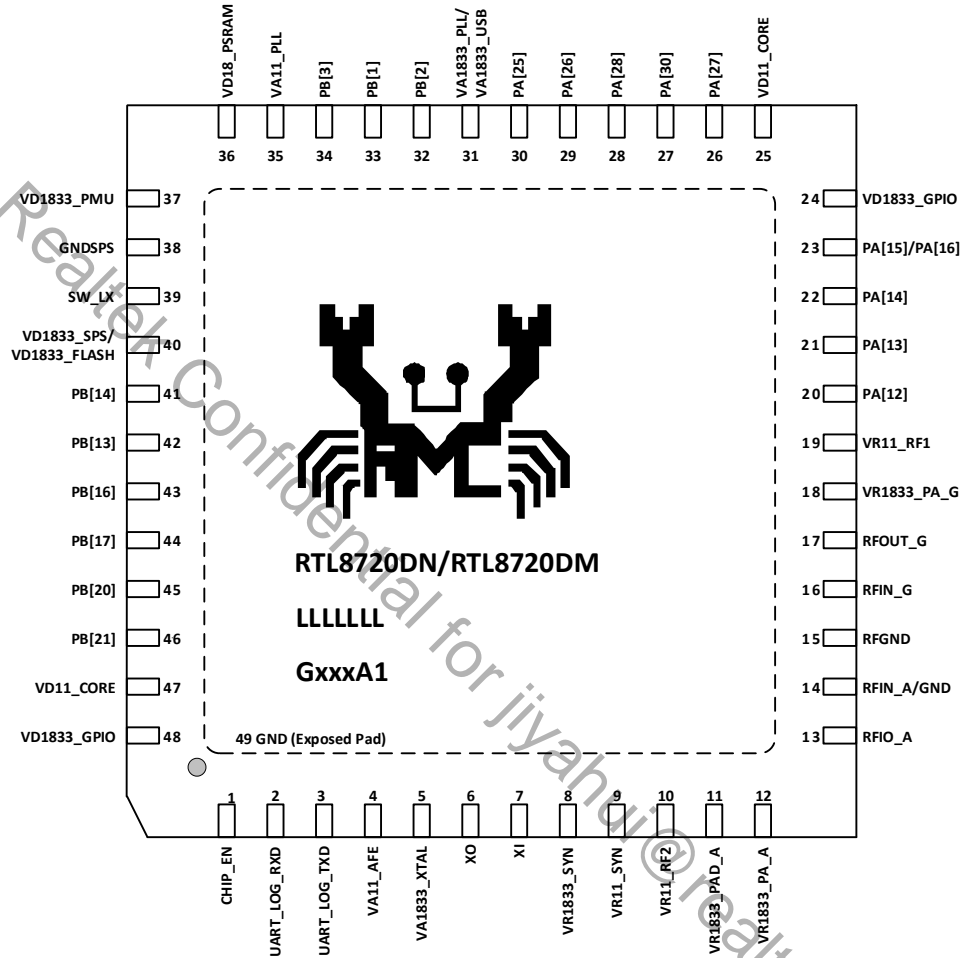 VD18_PSRAM
VA11_PLL
PB[3]
PB[1]
PB[2]
VA1833_PLL/
VA1833_USB
PA[25]
PA[26]
PA[28]
PA[30]
PA[27]
VD11_CORE
36 35 34 33 32 31 30 29 28 27 26 25
VD1833_PMU 37
GNDSPS 38
SW_LX 39
VD1833_SPS/
VD1833_FLASH 40
PB[14] 41
PB[13] 42
PB[16] 43
PB[17] 44
PB[20] 45
PB[21] 46
VD11_CORE 47
VD1833_GPIO 48
24 VD1833_GPIO
23 PA[15]/PA[16]
22 PA[14]
21 PA[13]
20 PA[12]
19 VR11_RF1
18 VR1833_PA_G
17 RFOUT_G
16 RFIN_G
15 RFGND
14 RFIN_A/GND
13 RFIO_A
AMC
RTL8720DN/RTL8720DM
LLLLLLL
GxxxA1
49 GND (Exposed Pad)
1 2 3 4 5 6 7 8 9 10 11 12
CHIP_EN
UART_LOG_RXD
UART_LOG_TXD
VA11_AFE
VA1833_XTAL
XO
XI
VR1833_SYN
VR11_SYN
VR11_RF2
VR1833_PAD_A
VR1833_PA_A
Realtek Confidential for jiyahui@realt